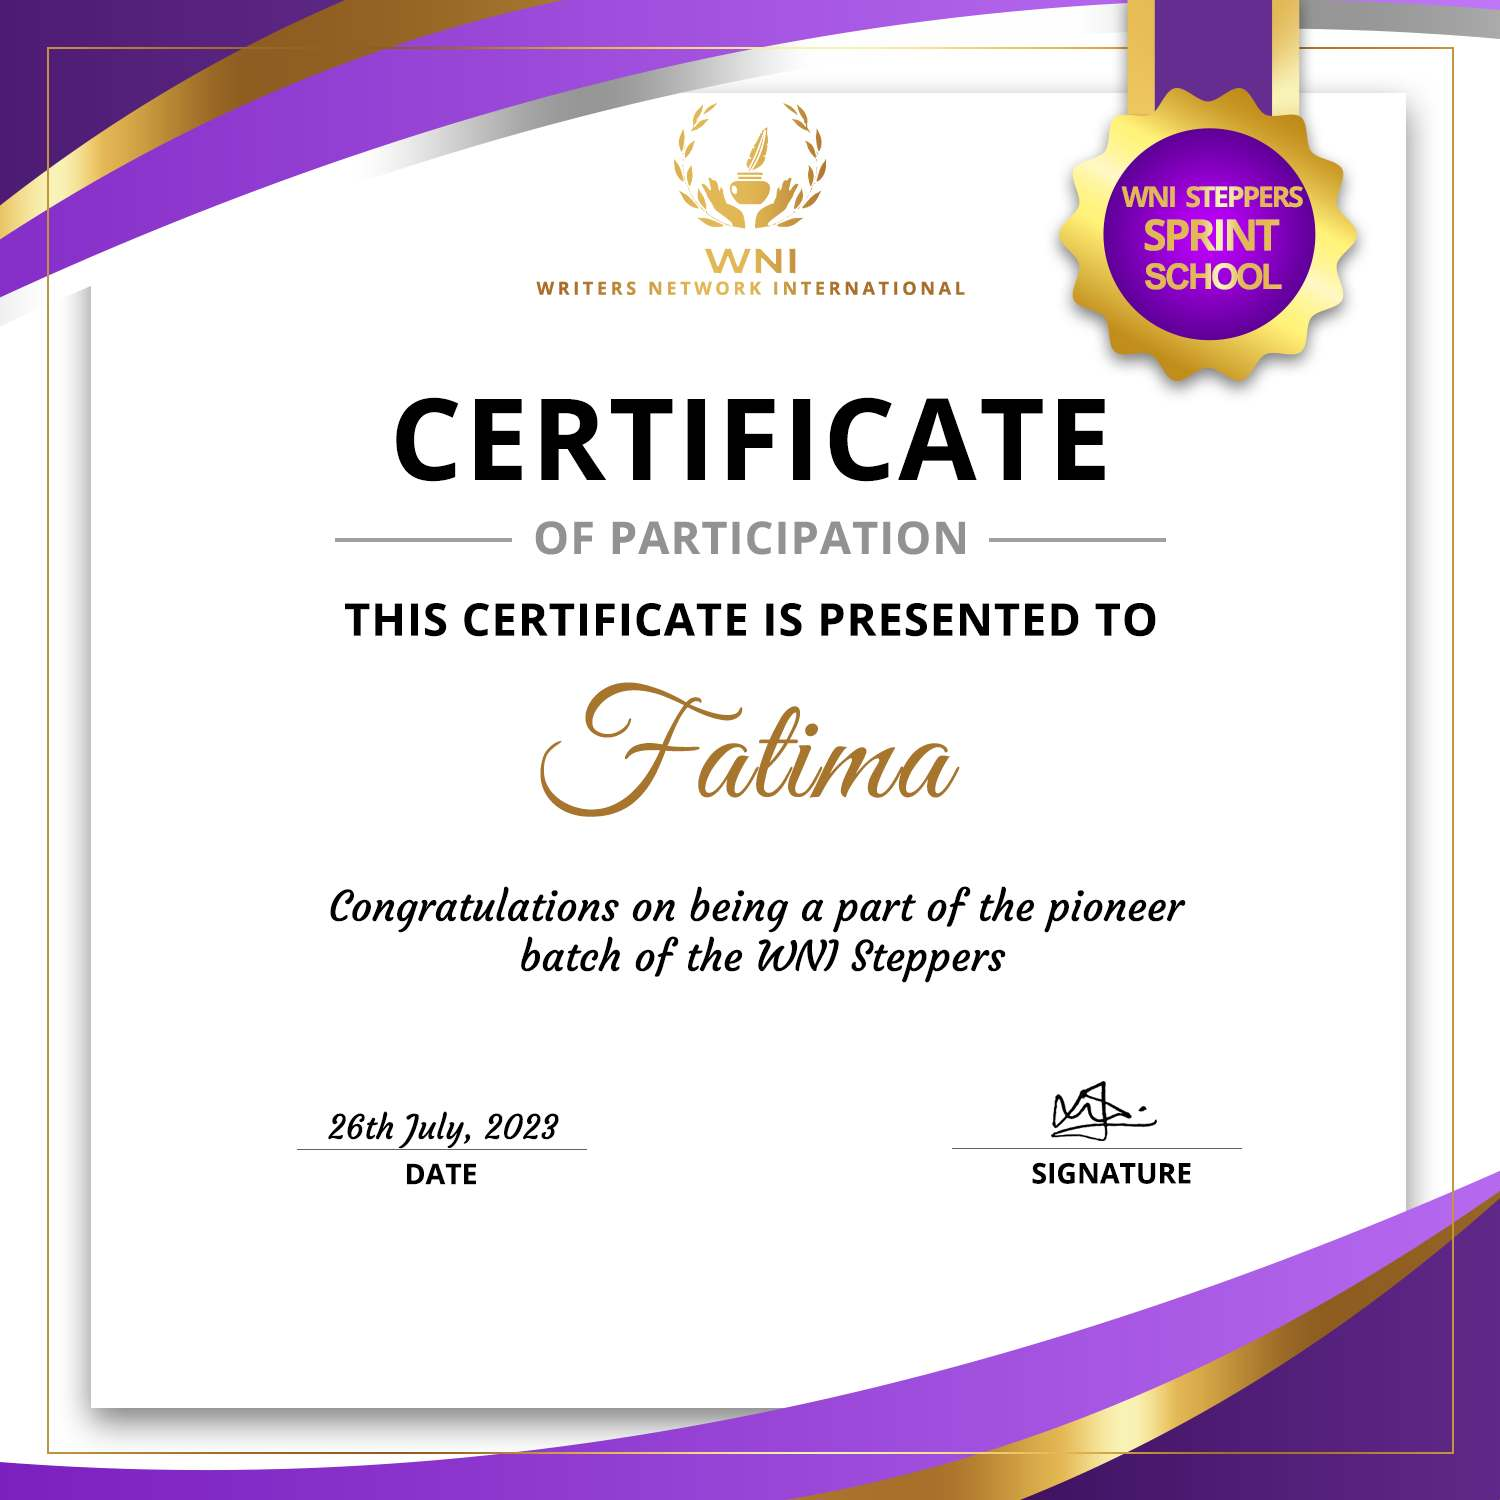 WNI
WRITERS NETWORK INTERNATIONAL
WNI STEPPERS
SPRINT
SCHOOL
CERTIFICATE
OF PARTICIPATION
THIS CERTIFICATE IS PRESENTED TO
Fatima
Congratulations on being a part of the pioneer
batch of the WNI Steppers
26th July, 2023
DATE
SIGNATURE